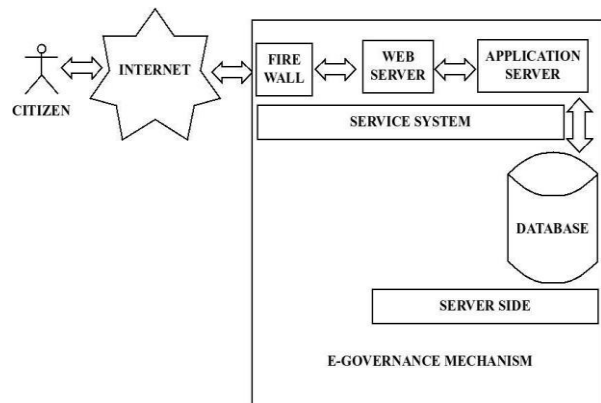 CITIZEN
INTERNET
FIRE
WALL
WEB
SERVER
APPLICATION
SERVER
SERVICE SYSTEM
DATABASE
SERVER SIDE
E-GOVERNANCE MECHANISM